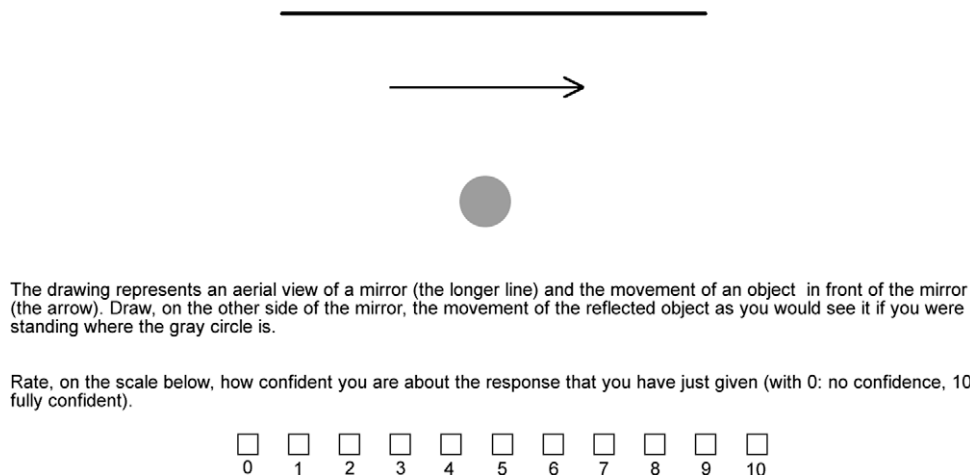 The drawing represents an aerial view of a mirror (the longer line) and the movement of an object in front of the mirror
(the arrow). Draw, on the other side of the mirror, the movement of the reflected object as you would see it if you were
standing where the gray circle is.
Rate, on the scale below, how confident you are about the response that you have just given (with 0: no confidence, 10
fully confident).
0 1 2 3 4 5 6 7 8 9 10